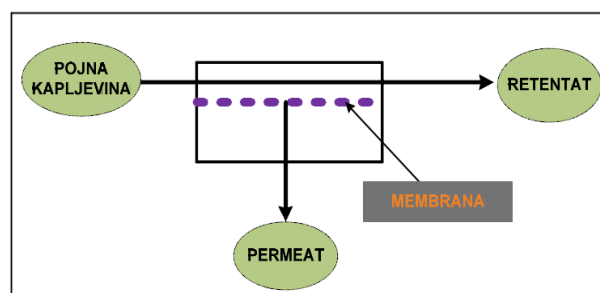 POJNA
KAPLJEVINA
RETENTAT
MEMBRANA
PERMEAT